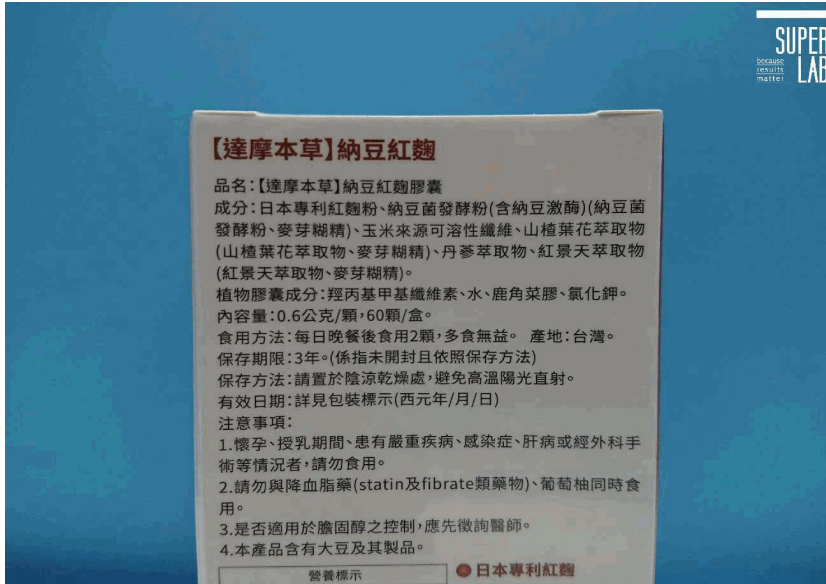 SUPER
LAB
because
results
matter
【達摩本草】納豆紅麴
品名:【達摩本草】納豆紅麴膠囊
成分:日本專利紅麴粉、納豆菌發酵粉(含納豆激酶)(納豆菌
發酵粉、麥芽糊精)、玉米來源可溶性纖維、山楂葉花萃取物
(山楂葉花萃取物、麥芽糊精)、丹蔘萃取物、紅景天萃取物
(紅景天萃取物、麥芽糊精)。
植物膠囊成分:羥丙基甲基纖維素、水、鹿角菜膠、氯化鉀。
內容量:0.6公克/顆,60顆/盒。
食用方法:每日晚餐後食用2顆,多食無益。 產地:台灣。
保存期限:3年。(係指未開封且依照保存方法)
保存方法:請置於陰涼乾燥處,避免高溫陽光直射。
有效日期:詳見包裝標示(西元年/月/日)
注意事項:
1.懷孕、授乳期間、患有嚴重疾病、感染症、肝病或經外科手
術等情況者,請勿食用。
2.請勿與降血脂藥(statin及fibrate類藥物)、葡萄柚同時食
用。
3.是否適用於膽固醇之控制,應先徵詢醫師。
4.本產品含有大豆及其製品。
營養標示
日本專利紅麴